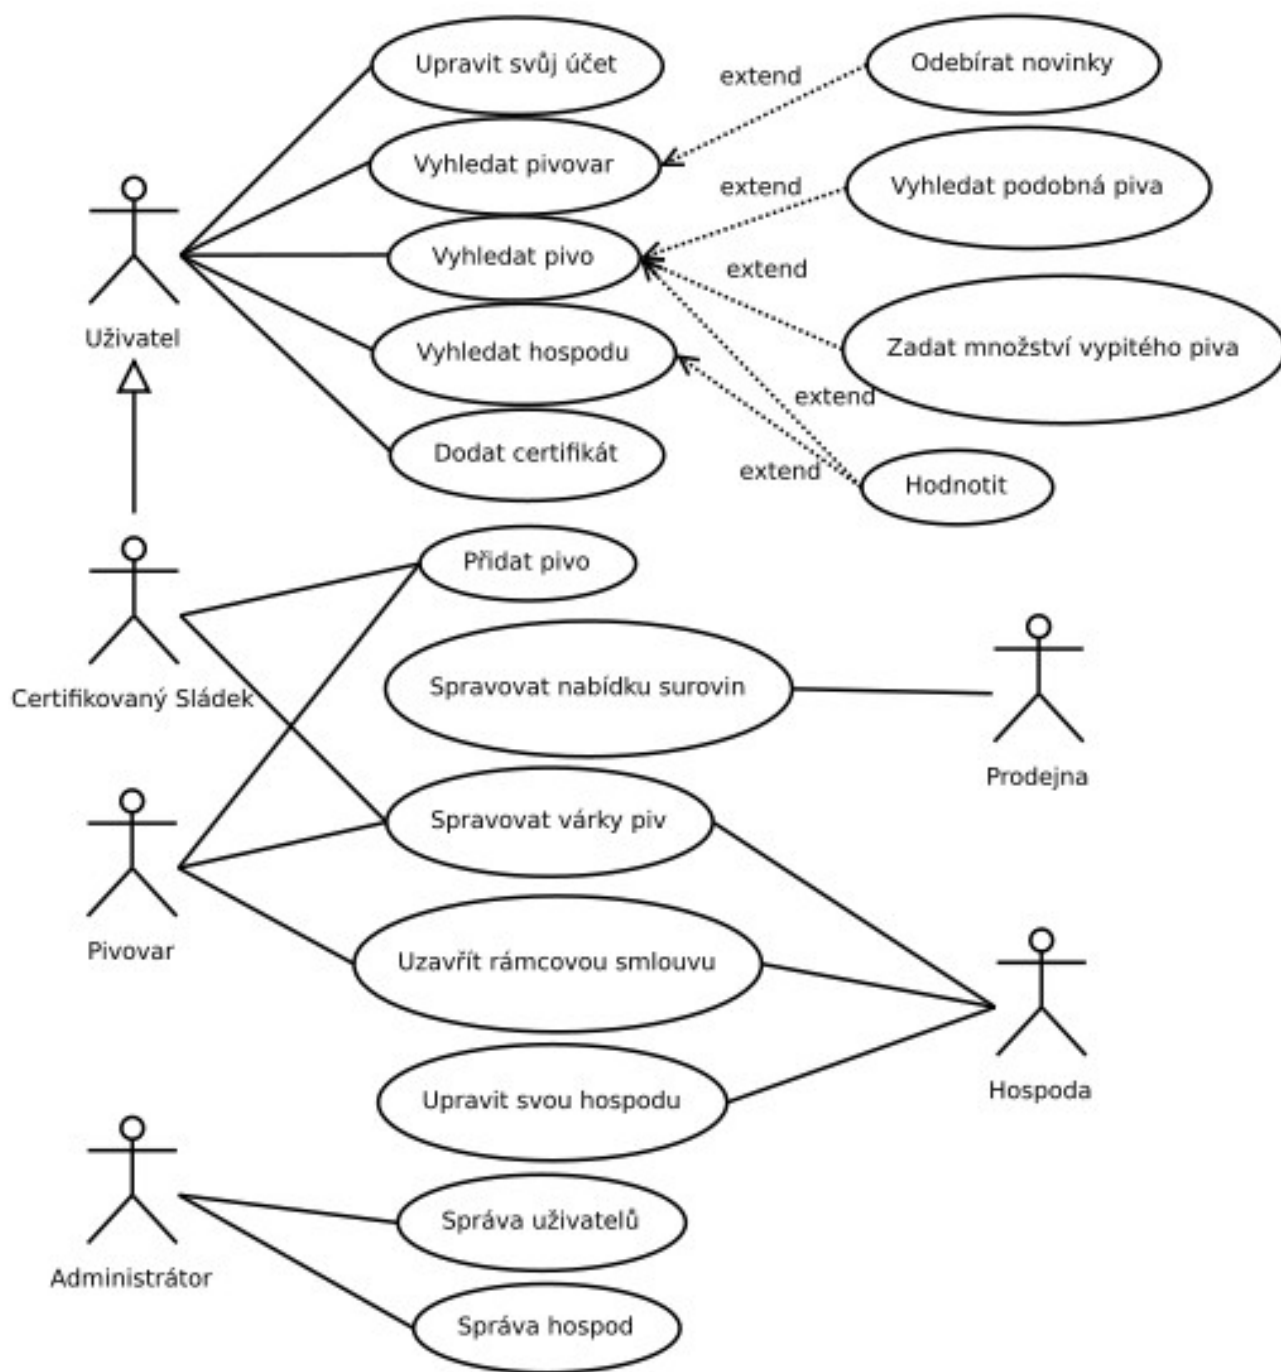 Upravit svůj účet
extend
Odebírat novinky
Vyhledat pivovar
extend
Vyhledat podobná piva
Vyhledat pivo
extend
Uživatel
Vyhledat hospodu
Zadat množství vypitého piva
extend
Dodat certifikát
extend
Hodnotit
Přidat pivo
Certifikovaný Sládek
Spravovat nabídku surovin
Prodejna
Spravovat várky piv
Pivovar
Uzavřít rámcovou smlouvu
Upravit svou hospodu
Hospoda
Správa uživatelů
Administrátor
Správa hospod